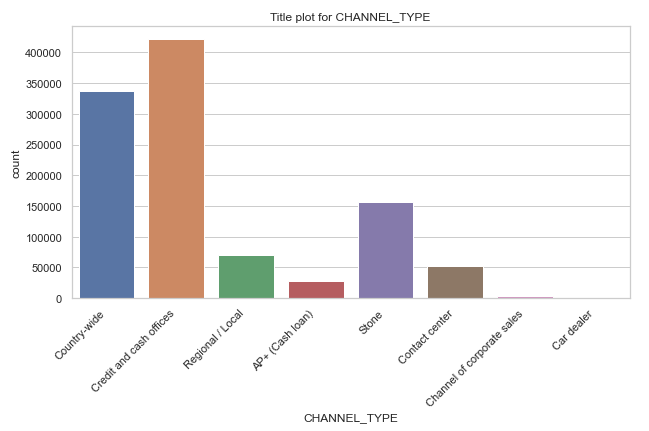 Title plot for CHANNEL_TYPE
400000
350000
300000
250000
200000
150000
100000
50000
0
count
Country-wide
Credit and cash offices
Regional / Local
AP+ (Cash loan)
Stone
Contact center
Channel of corporate sales
Car dealer
CHANNEL_TYPE